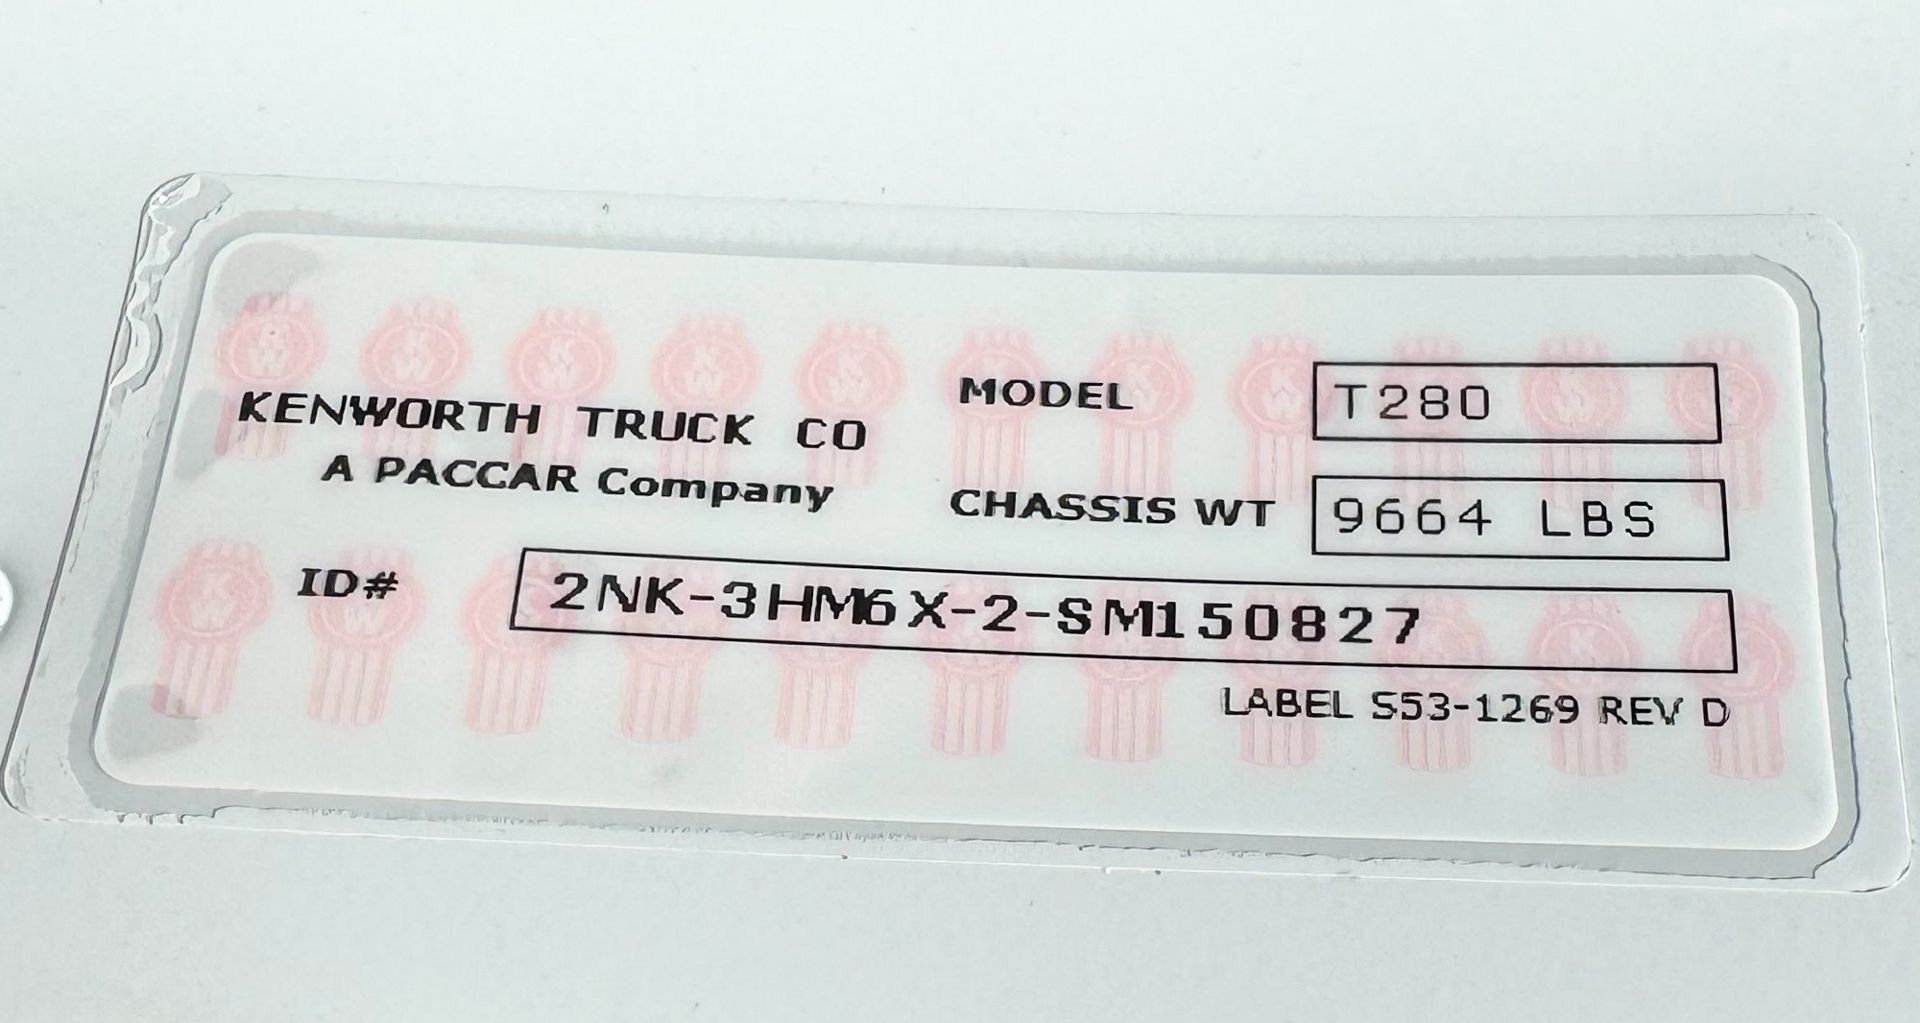 KENWORTH TRUCK CO
A PACCAR Company
MODEL T280
CHASSIS WT 9664 LBS
ID# 2NK-3HM6X-2-SM150827
LABEL S53-1269 REV D